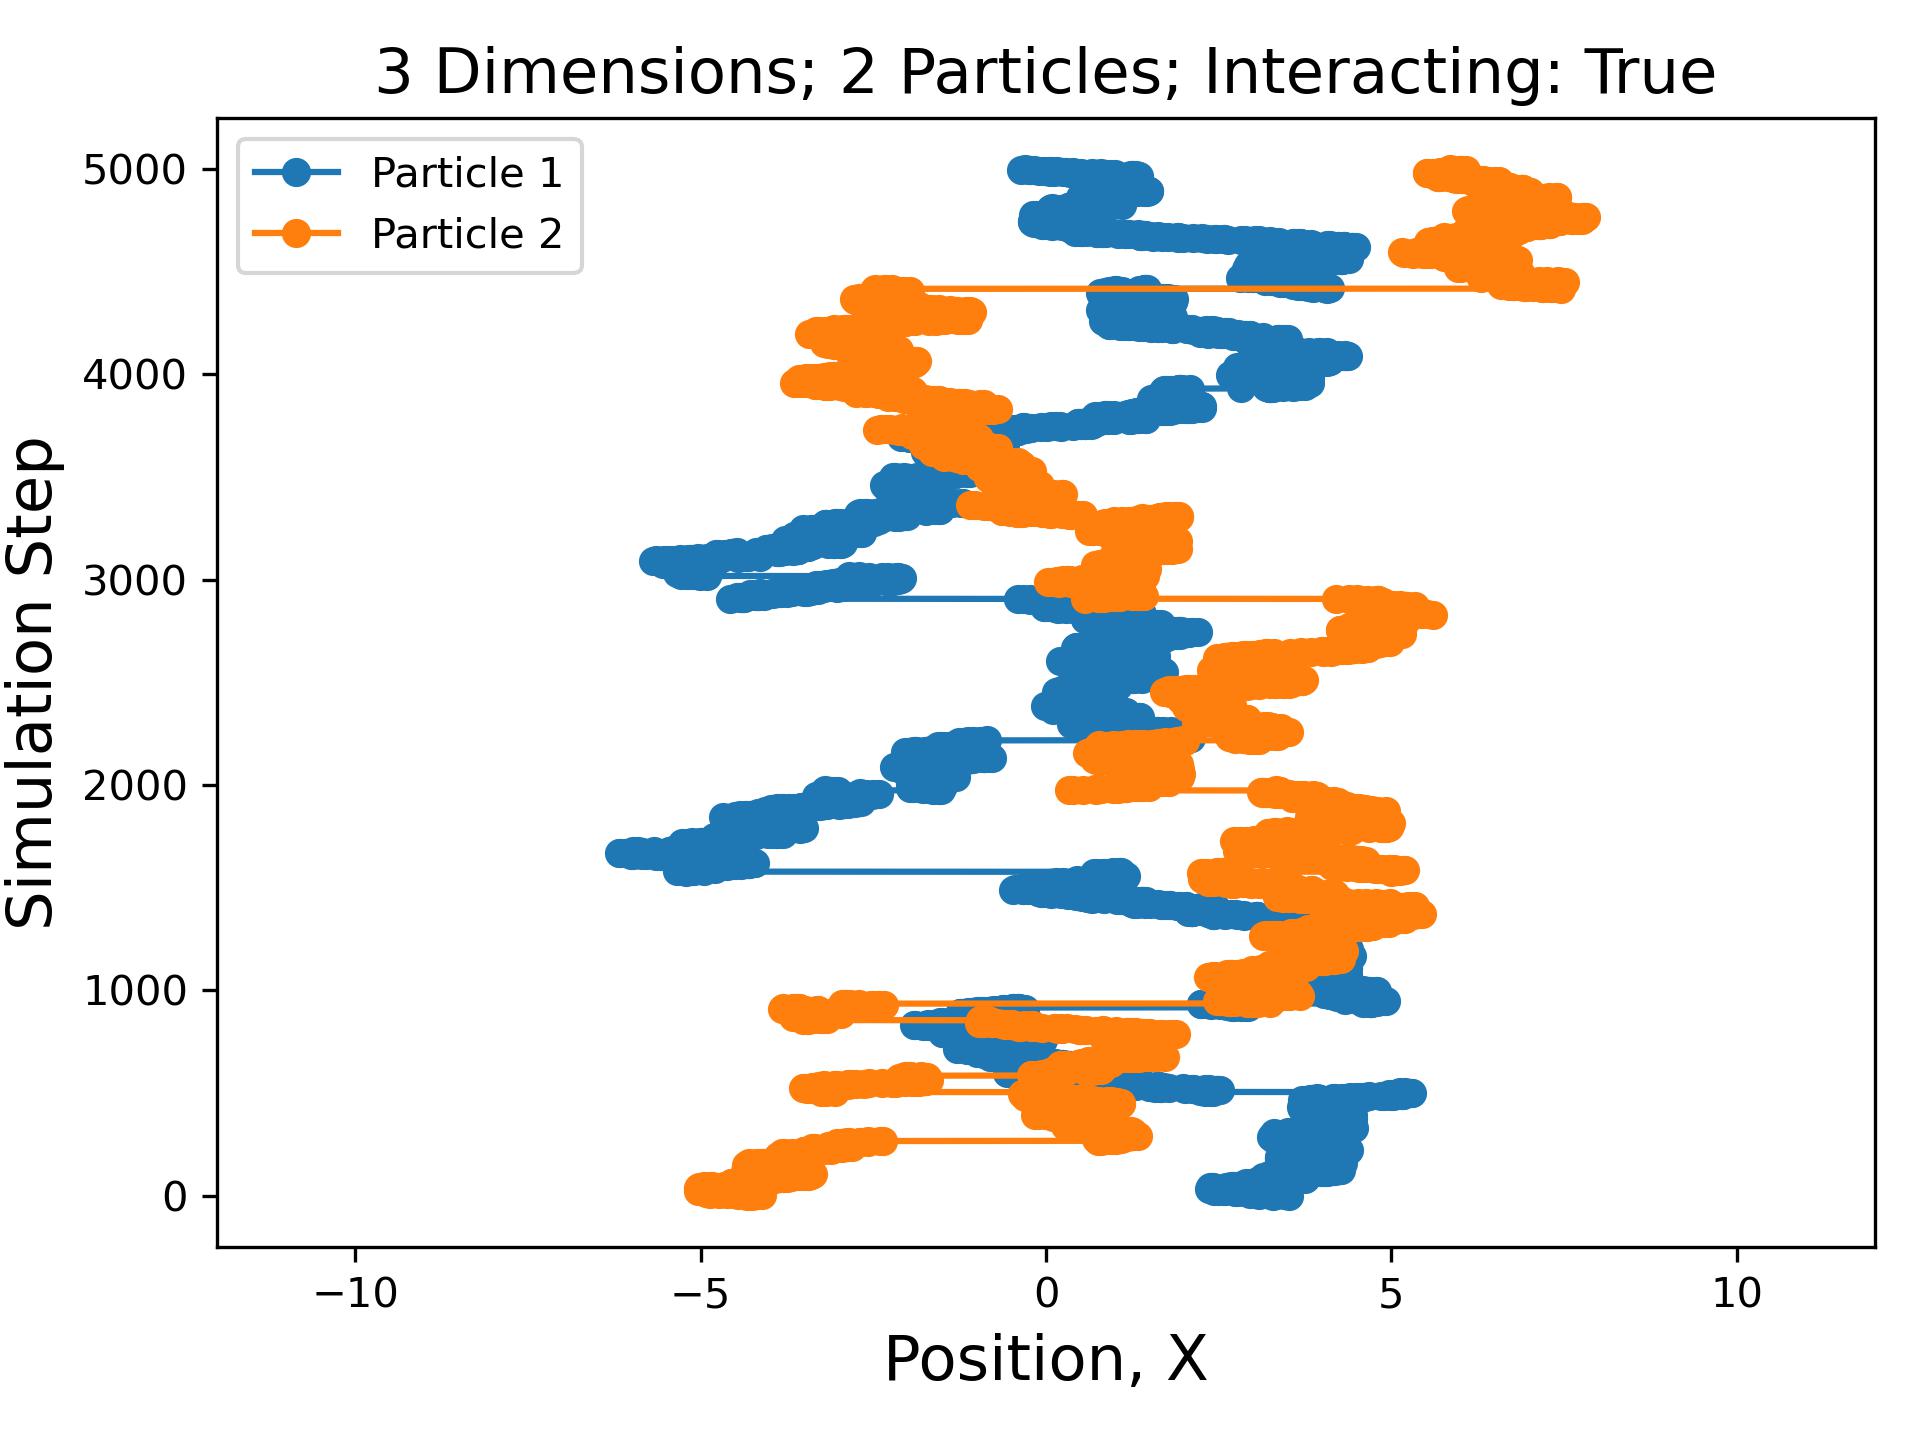 3 Dimensions; 2 Particles; Interacting: True
Particle 1
Particle 2
5000
4000
3000
2000
1000
0
Simulation Step
−10
−5
0
5
10
Position, X